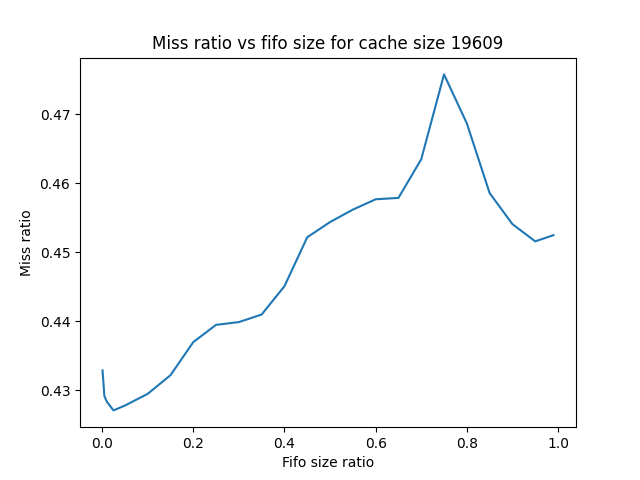 Miss ratio vs fifo size for cache size 19609
Miss ratio
0.47
0.46
0.45
0.44
0.43
0.0 0.2 0.4 0.6 0.8 1.0
Fifo size ratio